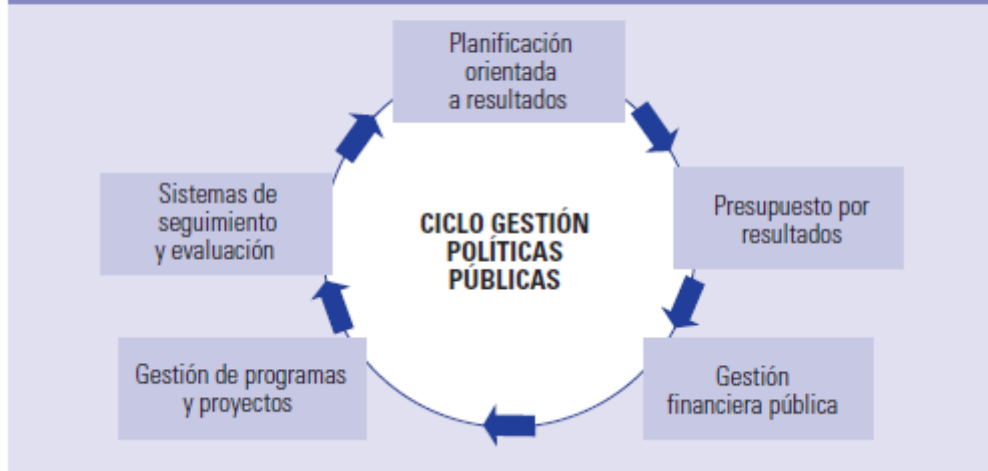 Planificación
orientada
a resultados
Presupuesto por
resultados
Gestión
financiera pública
Gestión de programas
y proyectos
Sistemas de
seguimiento
y evaluación
CICLO GESTIÓN
POLÍTICAS
PÚBLICAS